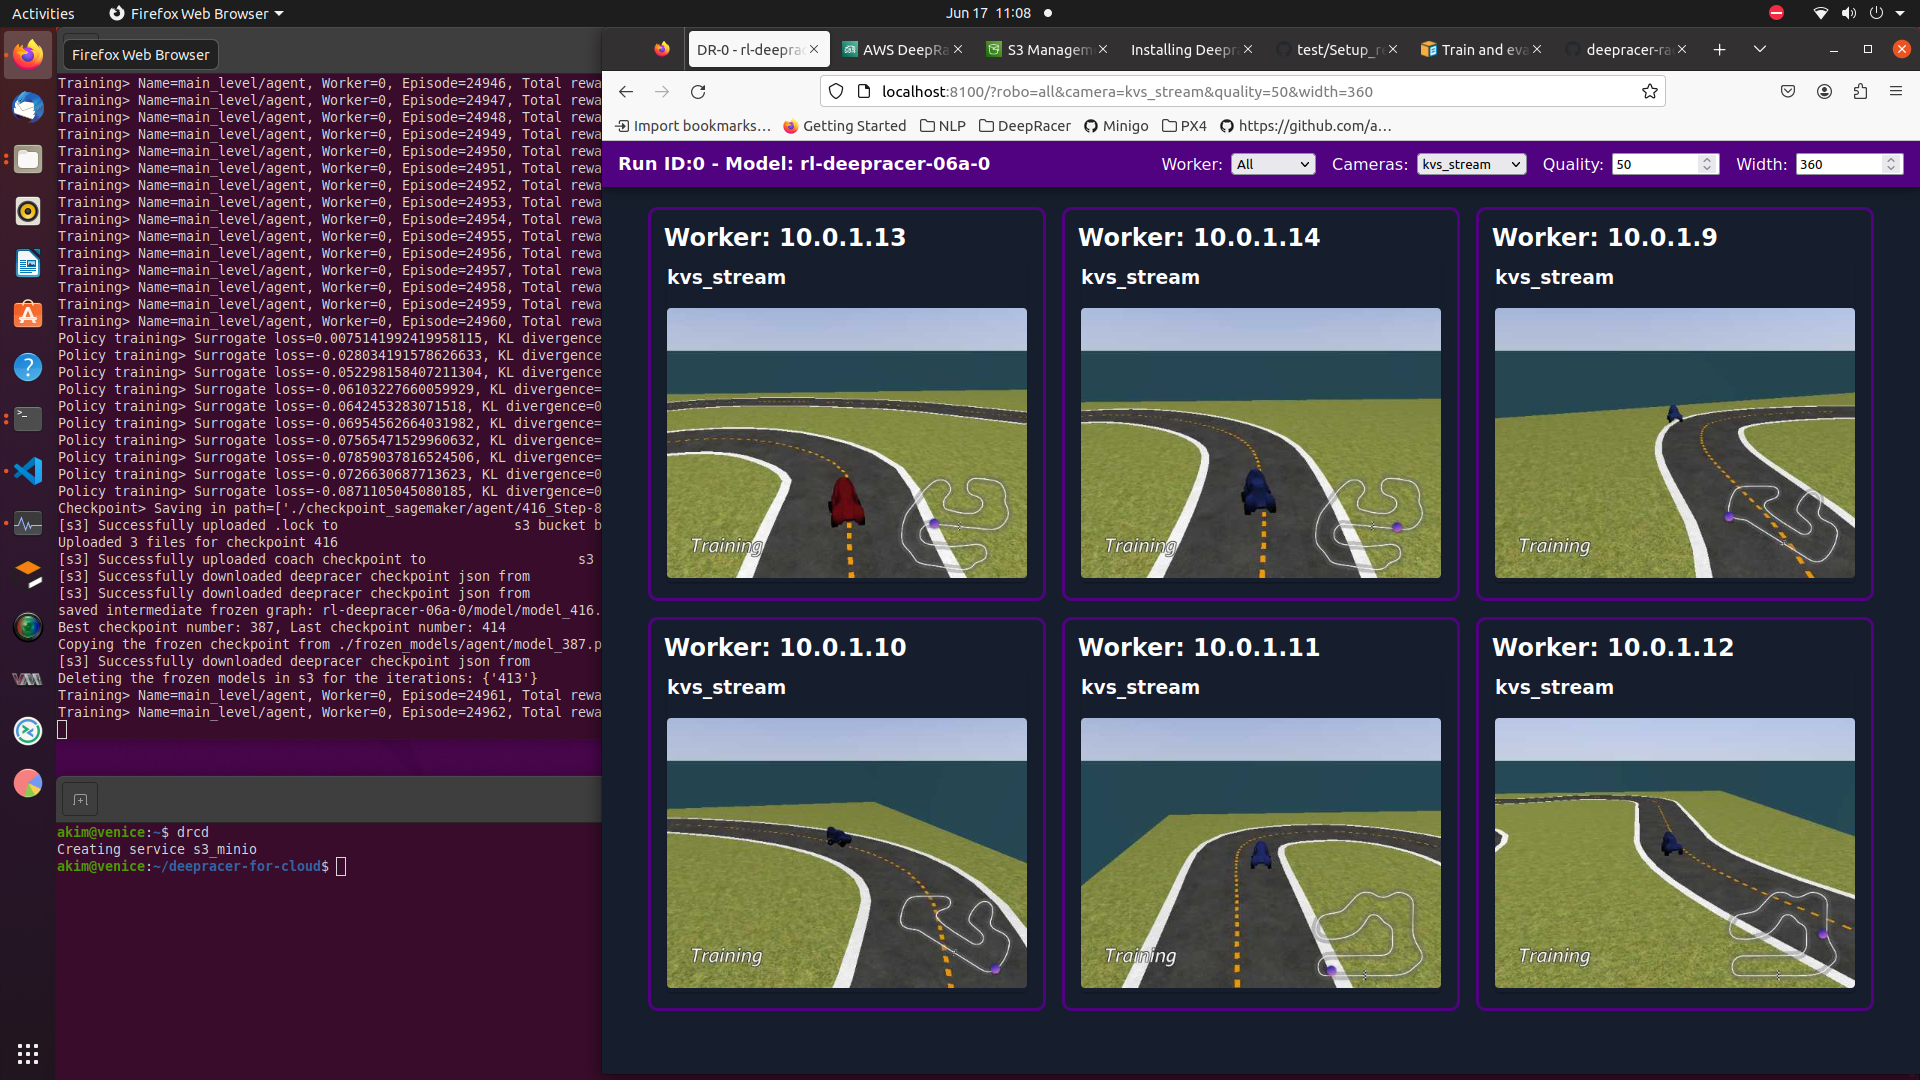 Activities
Firefox Web Browser
Jun 17 11:08
Firefox Web Browser
Training> Name=main_level/agent, Worker=0, Episode=24946, Total rewa
Training> Name=main_level/agent, Worker=0, Episode=24947, Total rewa
Training> Name=main_level/agent, Worker=0, Episode=24948, Total rewa
Training> Name=main_level/agent, Worker=0, Episode=24949, Total rewa
Training> Name=main_level/agent, Worker=0, Episode=24950, Total rewa
Training> Name=main_level/agent, Worker=0, Episode=24951, Total rewa
Training> Name=main_level/agent, Worker=0, Episode=24952, Total rewa
Training> Name=main_level/agent, Worker=0, Episode=24953, Total rewa
Training> Name=main_level/agent, Worker=0, Episode=24954, Total rewa
Training> Name=main_level/agent, Worker=0, Episode=24955, Total rewa
Training> Name=main_level/agent, Worker=0, Episode=24956, Total rewa
Training> Name=main_level/agent, Worker=0, Episode=24957, Total rewa
Training> Name=main_level/agent, Worker=0, Episode=24958, Total rewa
Training> Name=main_level/agent, Worker=0, Episode=24959, Total rewa
Training> Name=main_level/agent, Worker=0, Episode=24960, Total rewa
Policy training> Surrogate loss=0.0075141992419958115, KL divergence
Policy training> Surrogate loss=-0.028034191578626633, KL divergence
Policy training> Surrogate loss=-0.052298158407211304, KL divergence
Policy training> Surrogate loss=-0.06103227660059929, KL divergence=
Policy training> Surrogate loss=-0.0642453283071518, KL divergence=0
Policy training> Surrogate loss=-0.06954562664031982, KL divergence=
Policy training> Surrogate loss=-0.07565471529960632, KL divergence=
Policy training> Surrogate loss=-0.07859037816524506, KL divergence=
Policy training> Surrogate loss=-0.0726630687713623, KL divergence=0
Policy training> Surrogate loss=-0.0871105045080185, KL divergence=0
Checkpoint> Saving in path=['./checkpoint_sagemaker/agent/416_Step-8
[s3] Successfully uploaded .lock to s3 bucket b
Uploaded 3 files for checkpoint 416
[s3] Successfully uploaded coach checkpoint to s3
[s3] Successfully downloaded deepracer checkpoint json from
[s3] Successfully downloaded deepracer checkpoint json from
saved intermediate frozen graph: rl-deepracer-06a-0/model/model_416.
Best checkpoint number: 387, Last checkpoint number: 414
Copying the frozen checkpoint from ./frozen_models/agent/model_387.p
[s3] Successfully downloaded deepracer checkpoint json from
Deleting the frozen models in s3 for the iterations: {'413'}
Training> Name=main_level/agent, Worker=0, Episode=24961, Total rewa
Training> Name=main_level/agent, Worker=0, Episode=24962, Total rewa
akim@venice:~$ drcd
Creating service s3_minio
akim@venice:~/deepracer-for-cloud$
DR-0 - rl-deeprac
AWS DeepRa
S3 Managem
Installing Deepr
test/Setup_re
Train and eva
deepracer-ra
localhost:8100/?robo=all&camera=kvs_stream&quality=50&width=360
Import bookmarks…
Getting Started
NLP
DeepRacer
Minigo
PX4
https://github.com/a…
Run ID:0 - Model: rl-deepracer-06a-0
Worker: All
Cameras: kvs_stream
Quality: 50
Width: 360
Worker: 10.0.1.13
kvs_stream
Training
Worker: 10.0.1.14
kvs_stream
Training
Worker: 10.0.1.9
kvs_stream
Training
Worker: 10.0.1.10
kvs_stream
Training
Worker: 10.0.1.11
kvs_stream
Training
Worker: 10.0.1.12
kvs_stream
Training